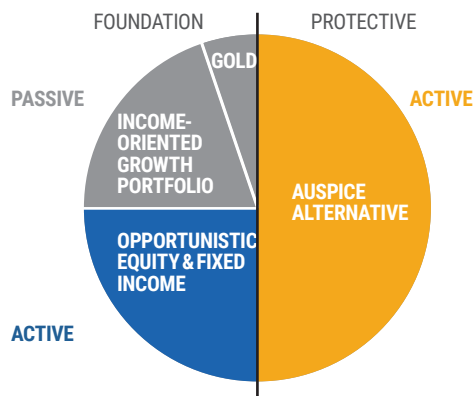 FOUNDATION
PROTECTIVE
GOLD
PASSIVE
ACTIVE
INCOME-
ORIENTED
GROWTH
PORTFOLIO
AUSPICE
ALTERNATIVE
OPPORTUNISTIC
EQUITY & FIXED
INCOME
ACTIVE